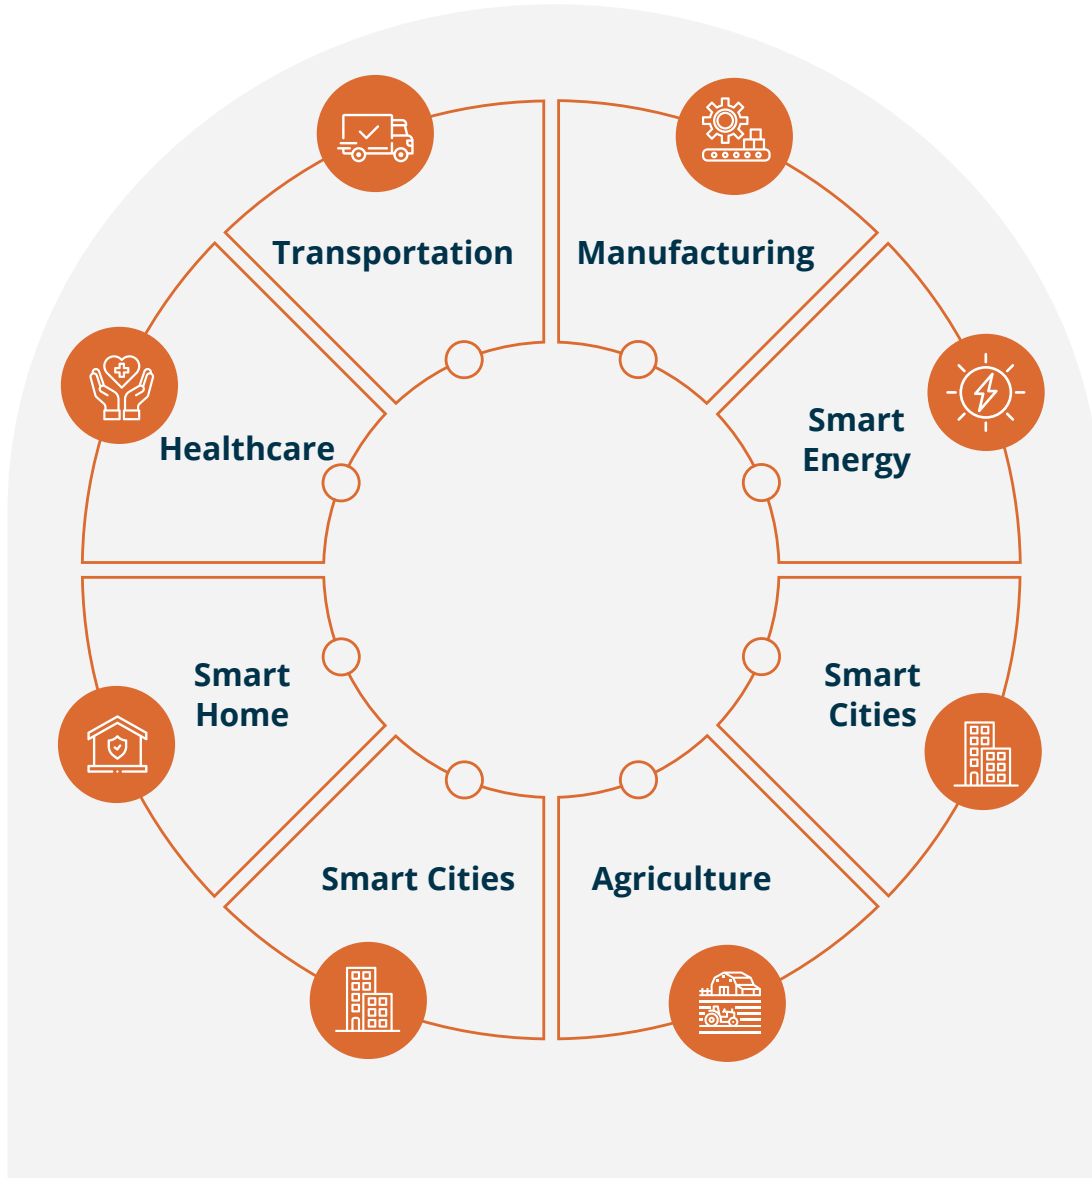 Transportation
Manufacturing
Smart
Energy
Healthcare
Smart
Home
Smart
Cities
Smart Cities
Agriculture